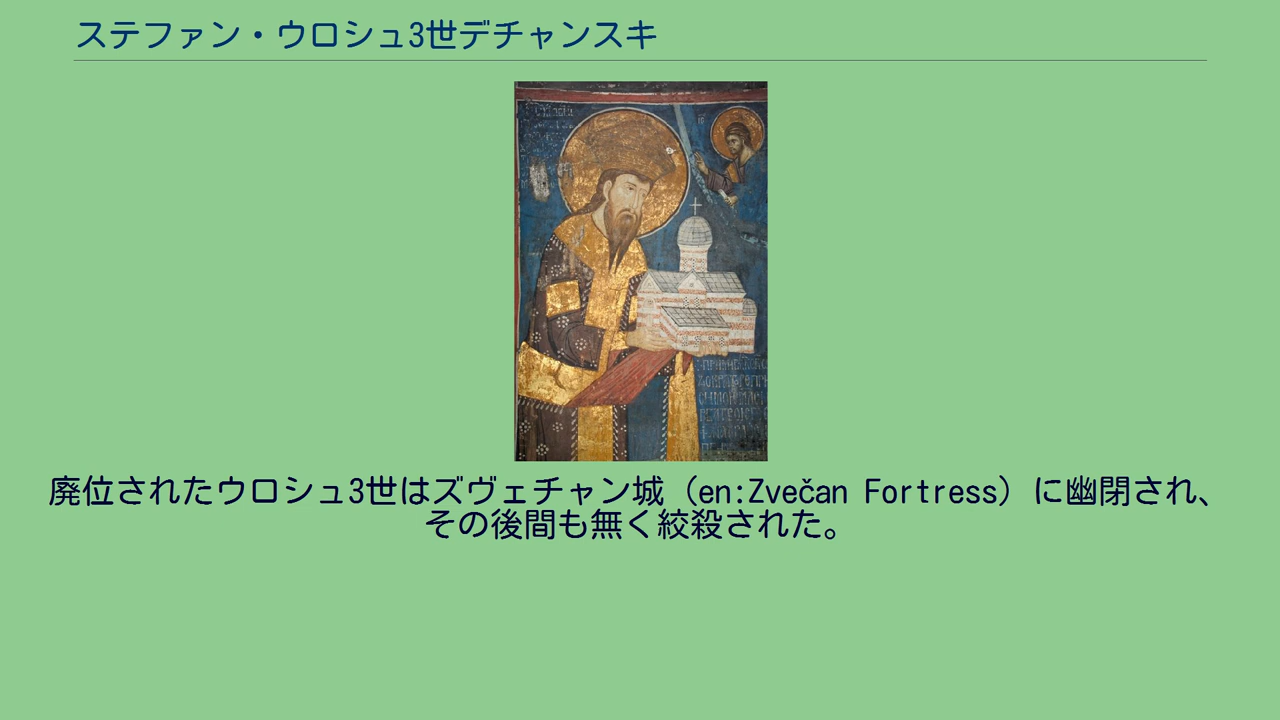 ステファン・ウロシュ3世デチャンスキ
廃位されたウロシュ3世はズヴェチャン城（en:Zvečan Fortress）に幽閉され、
その後間も無く絞殺された。